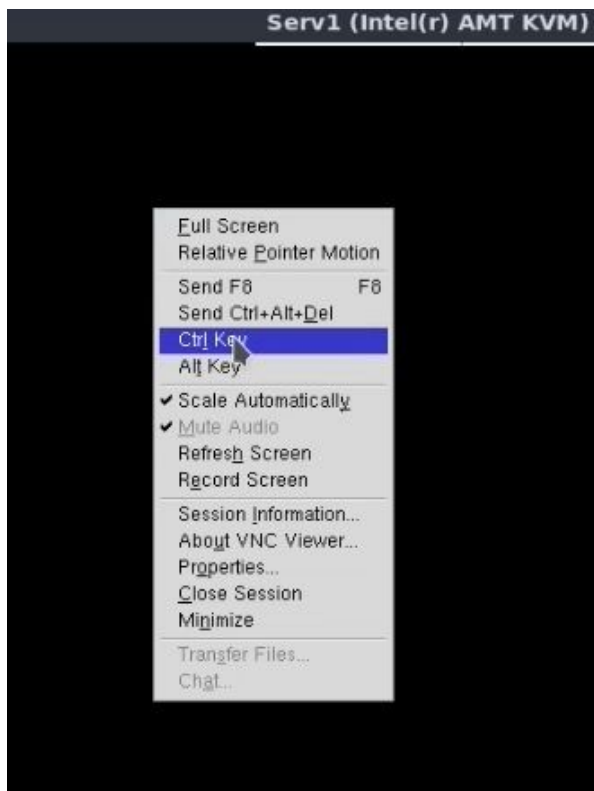 Serv1 (Intel(r) AMT KVM)
Full Screen
Relative Pointer Motion
Send F8 F8
Send Ctrl+Alt+Del
Ctrl Key
Alt Key
Scale Automatically
Mute Audio
Refresh Screen
Record Screen
Session Information...
About VNC Viewer...
Properties...
Close Session
Minimize
Transfer Files...
Chat...